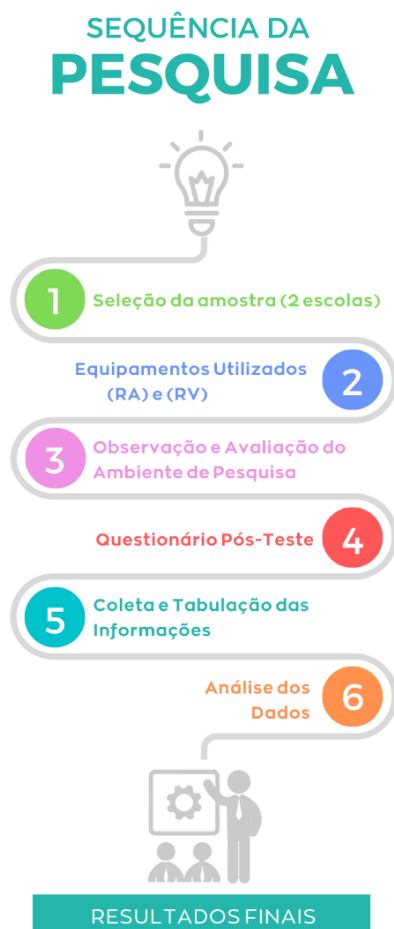 SEQUÊNCIA DA
PESQUISA
1
Seleção da amostra (2 escolas)
Equipamentos Utilizados
(RA) e (RV)
2
3
Observação e Avaliação do
Ambiente de Pesquisa
Questionário Pós-Teste
4
5
Coleta e Tabulação das
Informações
Análise dos
Dados
6
RESULTADOS FINAIS